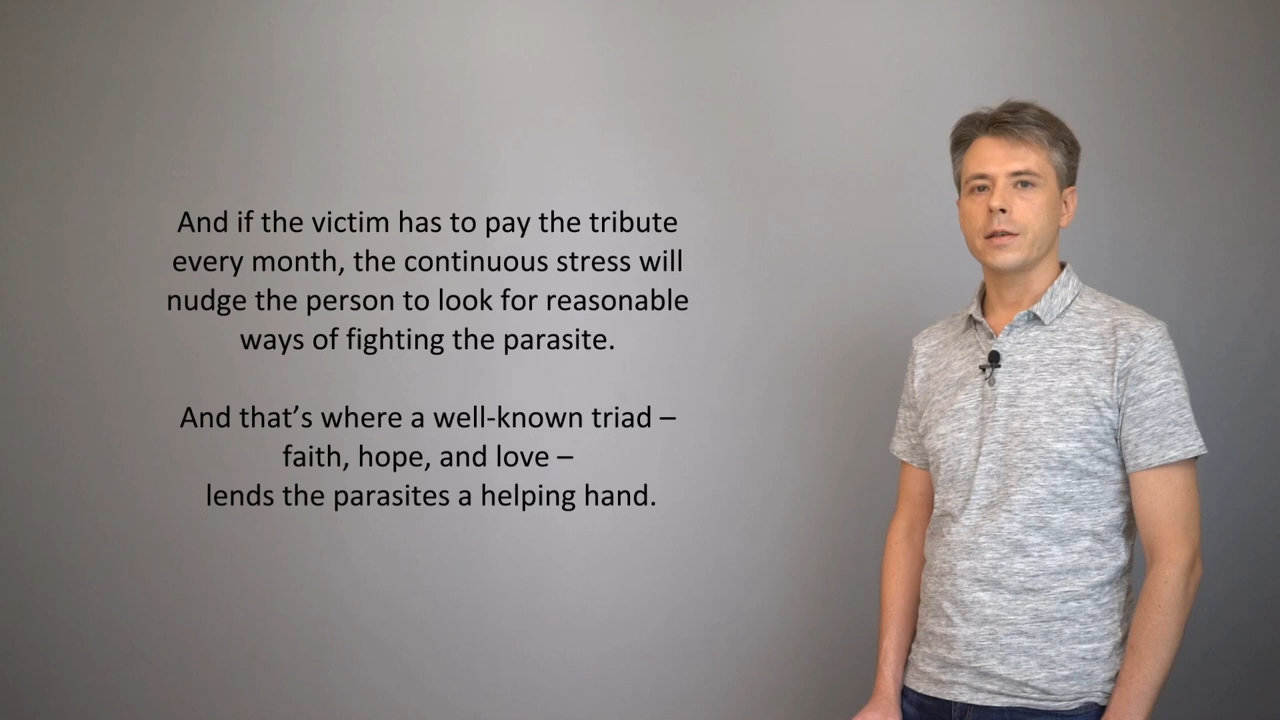 And if the victim has to pay the tribute
every month, the continuous stress will
nudge the person to look for reasonable
ways of fighting the parasite.
And that’s where a well-known triad –
faith, hope, and love –
lends the parasites a helping hand.